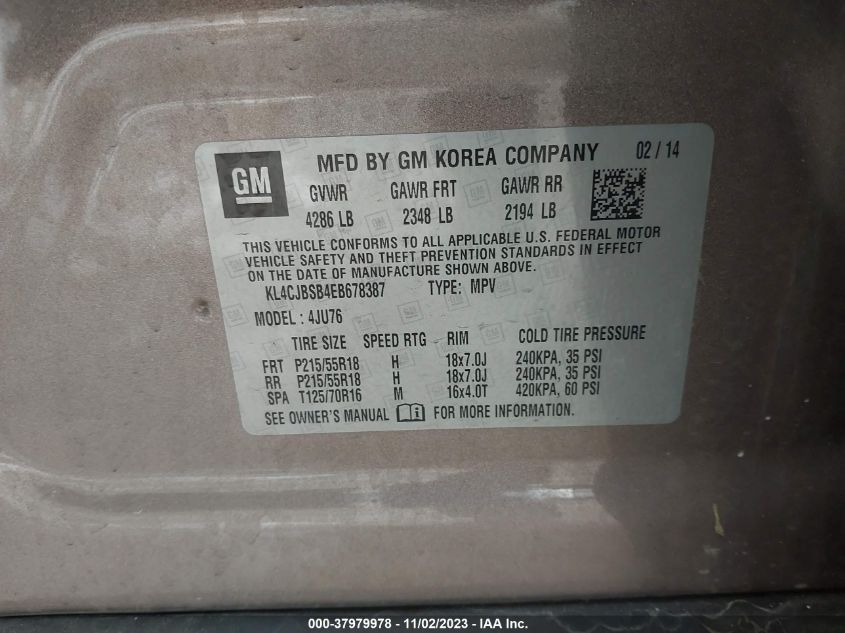 GM
MFD BY GM KOREA COMPANY 02 / 14
GVWR GAWR FRT GAWR RR
4286 LB 2348 LB 2194 LB
THIS VEHICLE CONFORMS TO ALL APPLICABLE U.S. FEDERAL MOTOR
VEHICLE SAFETY AND THEFT PREVENTION STANDARDS IN EFFECT
ON THE DATE OF MANUFACTURE SHOWN ABOVE.
KL4CJBSB4EB678387 TYPE: MPV
MODEL : 4JU76
TIRE SIZE SPEED RTG RIM COLD TIRE PRESSURE
FRT P215/55R18 H 18x7.0J 240KPA, 35 PSI
RR P215/55R18 H 18x7.0J 240KPA, 35 PSI
SPA T125/70R16 M 16x4.0T 420KPA, 60 PSI
SEE OWNER'S MANUAL FOR MORE INFORMATION.
000-37979978 - 11/02/2023 - IAA Inc.